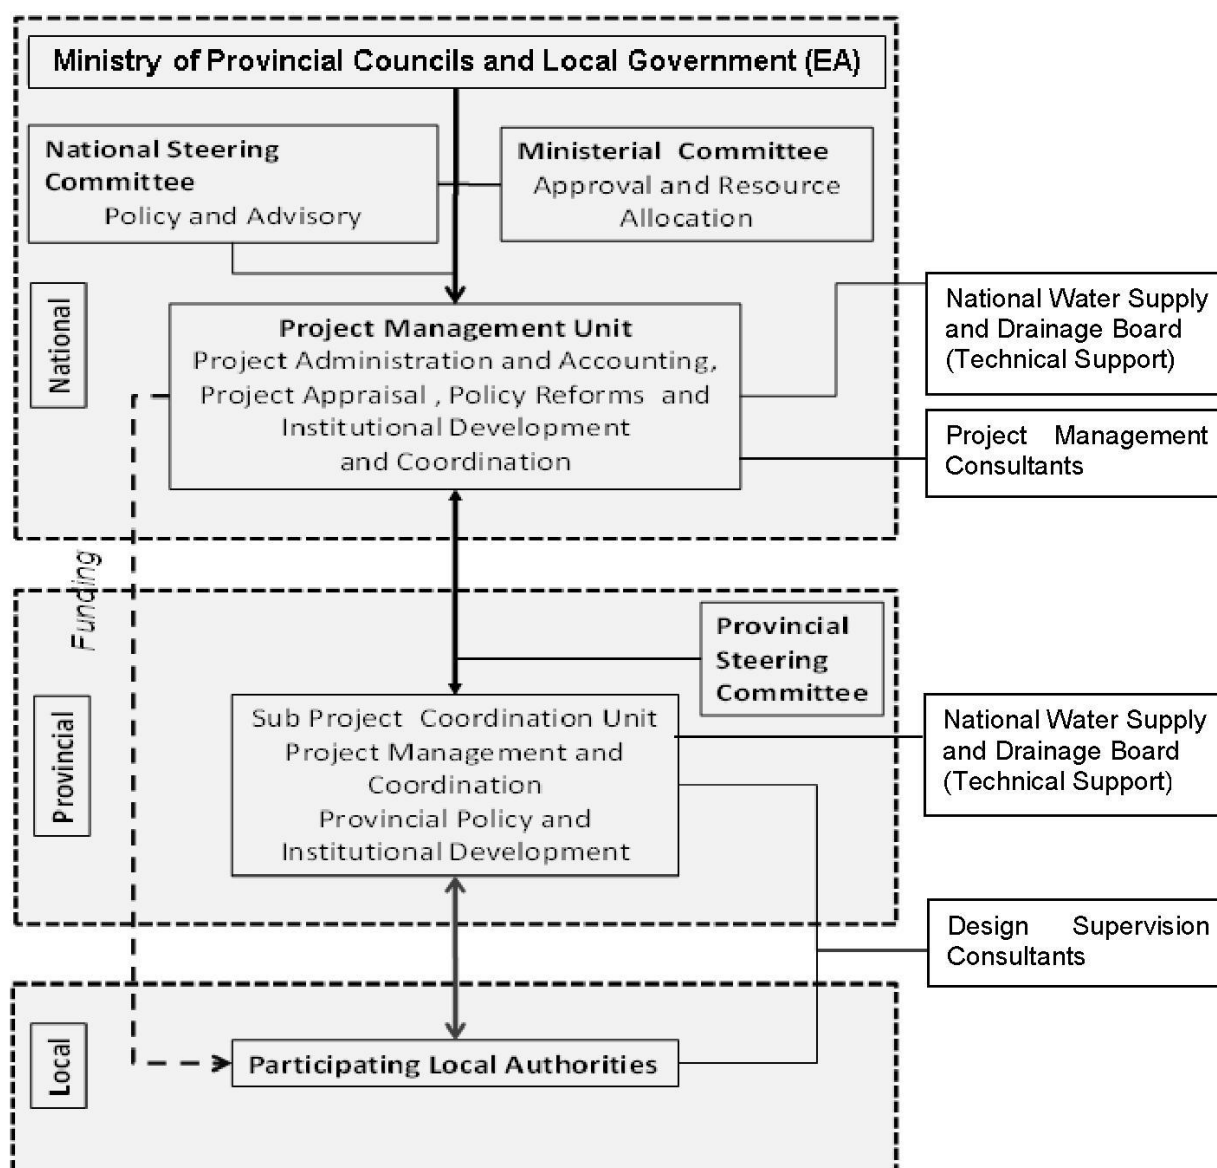 Ministry of Provincial Councils and Local Government (EA)
National Steering
Committee
Policy and Advisory
Ministerial Committee
Approval and Resource
Allocation
National
Project Management Unit
Project Administration and Accounting,
Project Appraisal , Policy Reforms and
Institutional Development
and Coordination
National Water Supply
and Drainage Board
(Technical Support)
Project Management
Consultants
Funding
Provincial
Steering
Committee
Provincial
Sub Project Coordination Unit
Project Management and
Coordination
Provincial Policy and
Institutional Development
National Water Supply
and Drainage Board
(Technical Support)
Design Supervision
Consultants
Local
Participating Local Authorities